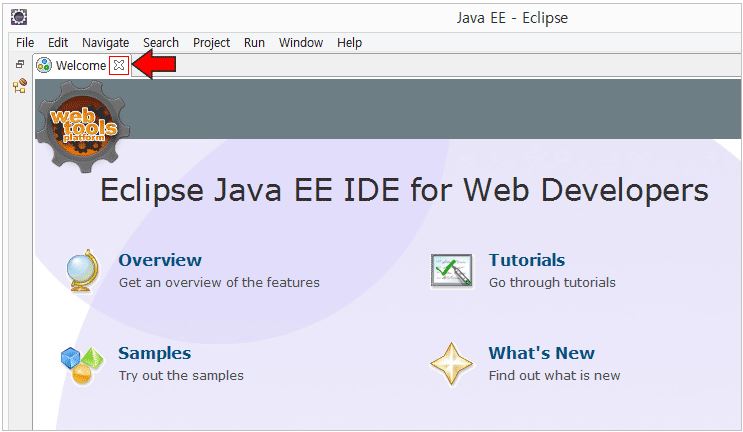 Java EE - Eclipse
File Edit Navigate Search Project Run Window Help
Welcome
web
tools
platform
Eclipse Java EE IDE for Web Developers
Overview
Get an overview of the features
Tutorials
Go through tutorials
Samples
Try out the samples
What's New
Find out what is new